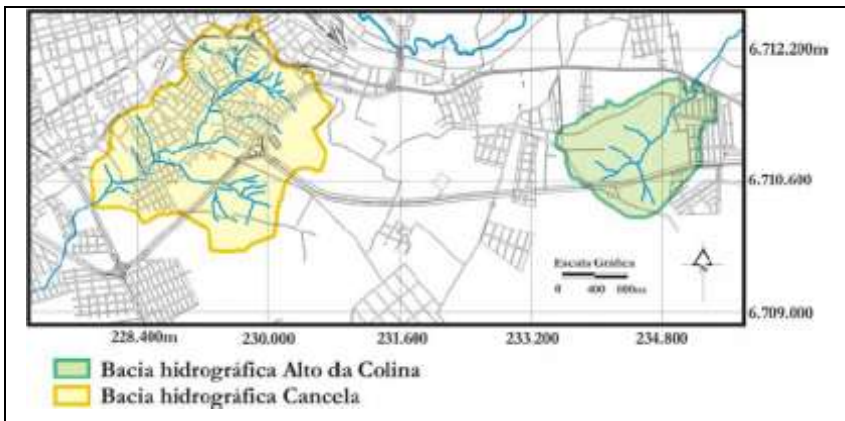 6.712.200m
6.710.600
Escala Gráfica
0 400 800m
6.709.000
228.400m 230.000 231.600 233.200 234.800
Bacia hidrográfica Alto da Colina
Bacia hidrográfica Cancela